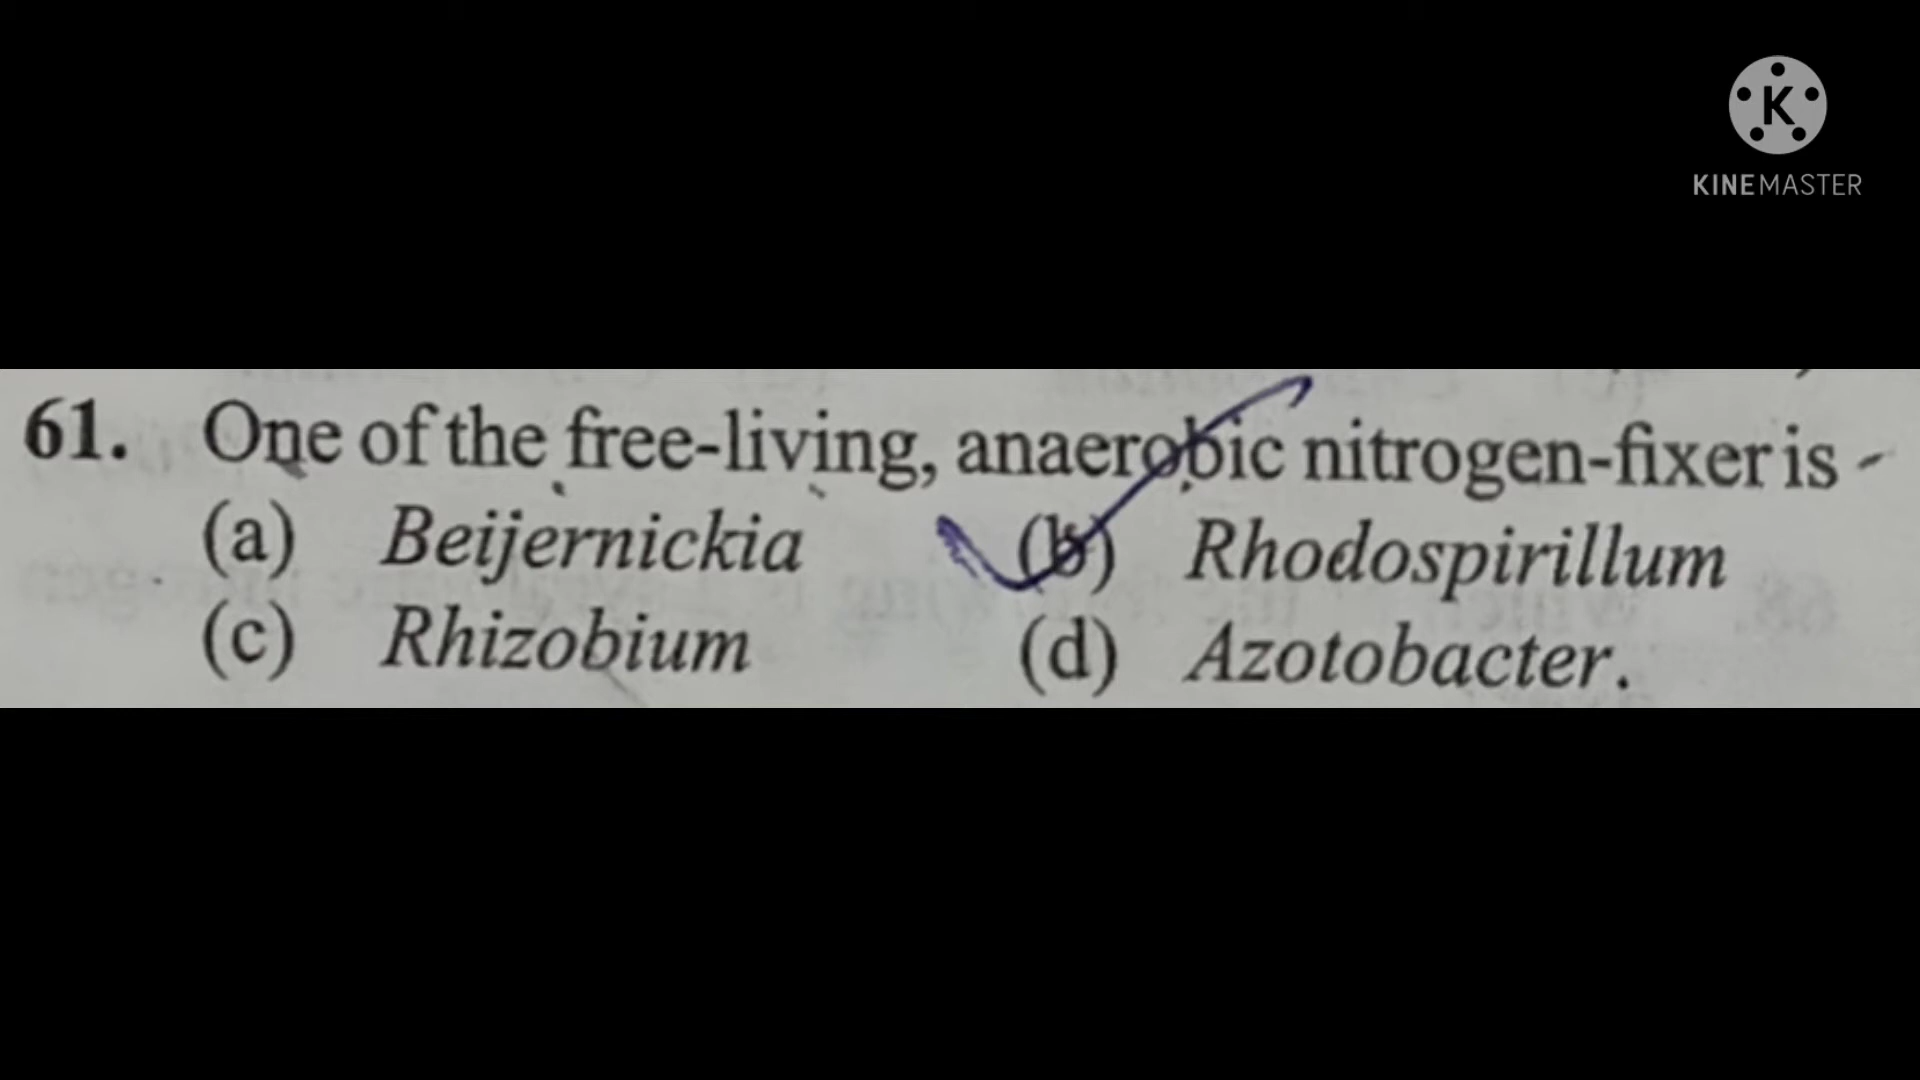 K
KINEMASTER
61. One of the free-living, anaerobic nitrogen-fixer is -
(a) Beijernickia (b) Rhodospirillum
(c) Rhizobium (d) Azotobacter.